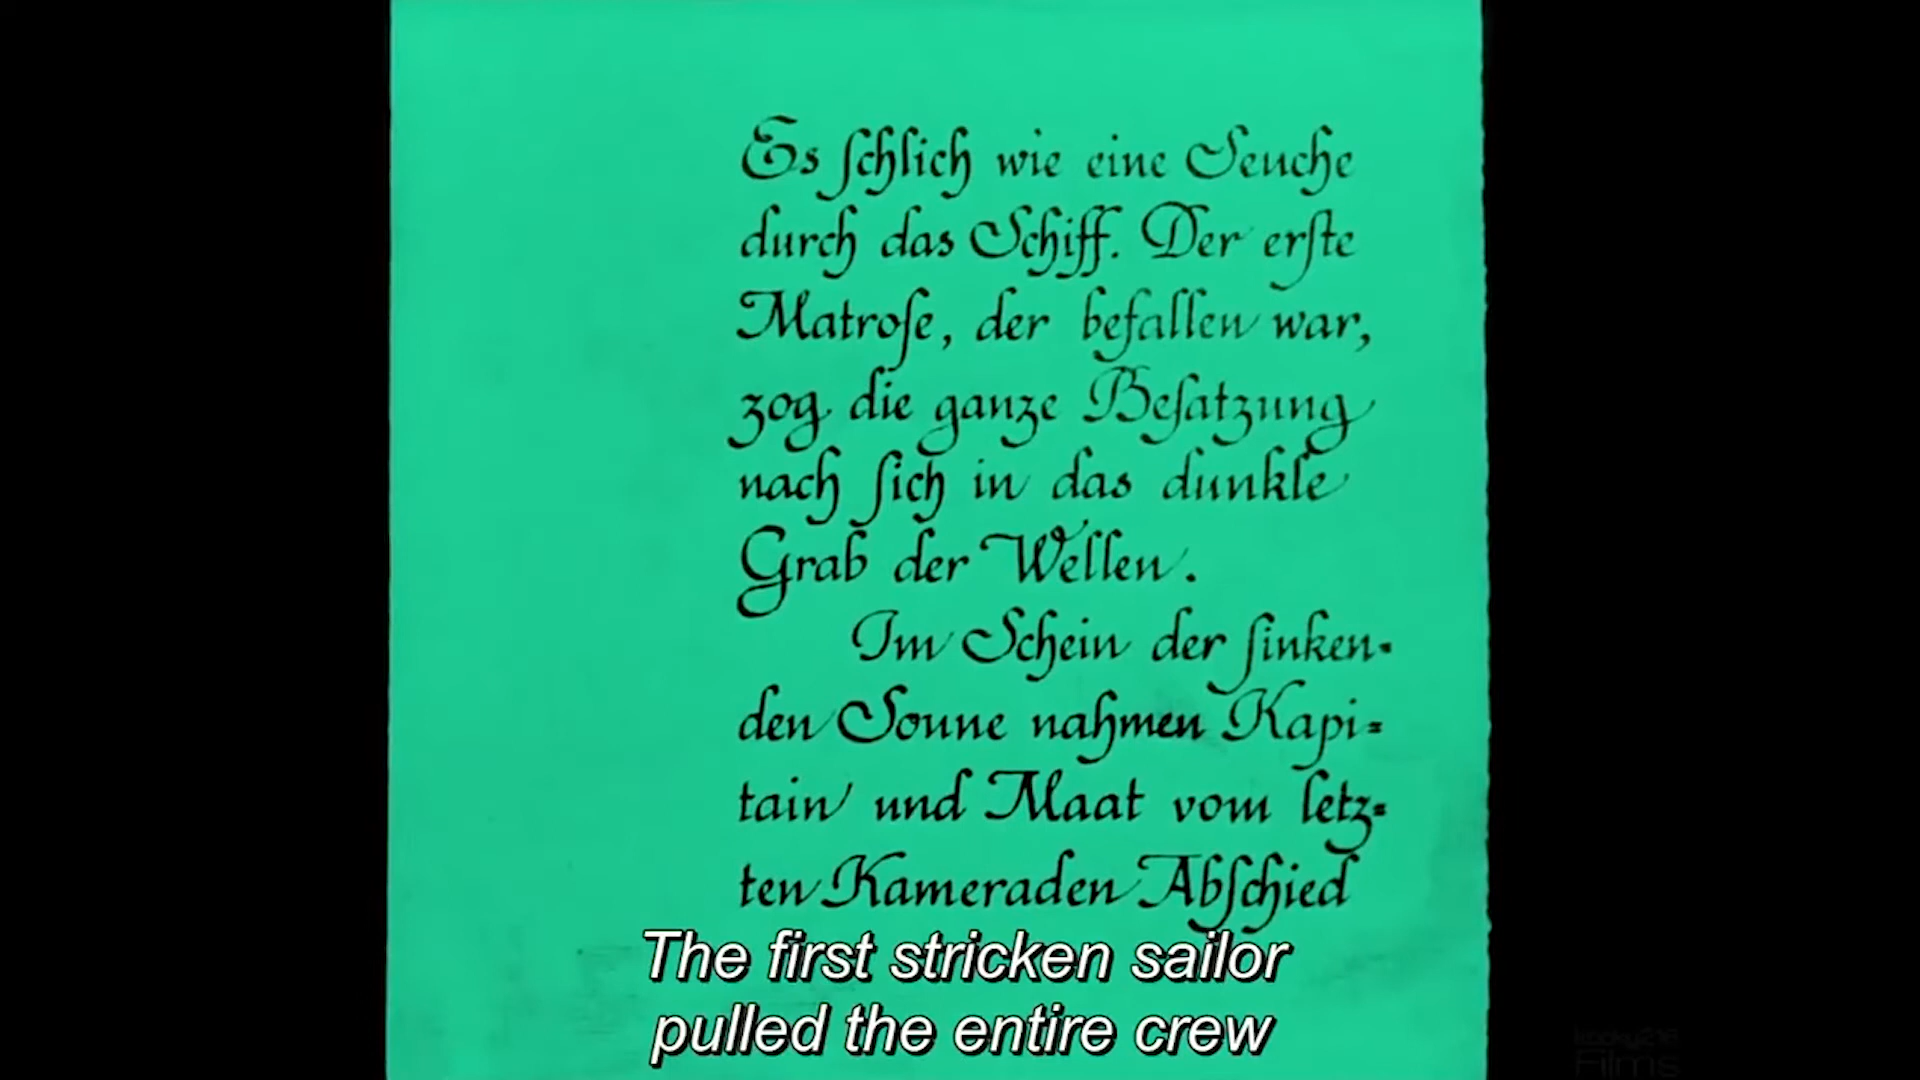 Es ſchlich wie eine Seuche
durch das Schiff. Der erſte
Matroſe, der befallen war,
zog die ganze Beſatzung
nach ſich in das dunkle
Grab der Wellen.
Im Schein der ſinken-
den Sonne nahmen Kapi=
tain und Maat vom letz=
ten Kameraden Abſchied
The first stricken sailor
pulled the entire crew
Films